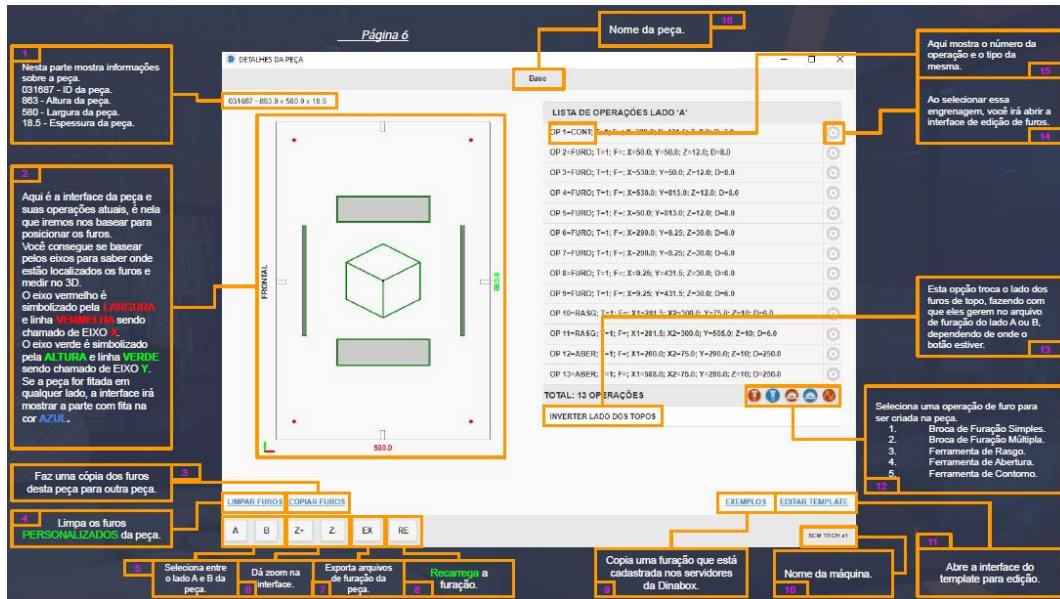 Página 6
1
Nesta parte mostra informações
sobre a peça.
031687 - ID da peça.
863 - Altura da peça.
580 - Largura da peça.
18.5 - Espessura da peça.
2
Aqui é a interface da peça e
suas operações atuais, é nela
que iremos nos basear para
posicionar os furos.
Você consegue se basear
pelos eixos para saber onde
estão localizados os furos e
medir no 3D.
O eixo vermelho é
simbolizado pela LARGURA
e linha VERMELHA sendo
chamado de EIXO X.
O eixo verde é simbolizado
pela ALTURA e linha VERDE
sendo chamado de EIXO Y.
Se a peça for fitada em
qualquer lado, a interface irá
mostrar a parte com fita na
cor AZUL.
3
Faz uma cópia dos furos
desta peça para outra peça.
4
Limpa os furos
PERSONALIZADOS da peça.
DETALHES DA PEÇA
Base
031687 - 863.0 x 580.0 x 18.5
FRONTAL
863.0
580.0
LISTA DE OPERAÇÕES LADO 'A'
OP 1=CONT;
OP 2=FURO; T=1; F=; X=50.0; Y=50.0; Z=12.0; D=8.0
OP 3=FURO; T=1; F=; X=530.0; Y=50.0; Z=12.0; D=8.0
OP 4=FURO; T=1; F=; X=530.0; Y=813.0; Z=12.0; D=8.0
OP 5=FURO; T=1; F=; X=50.0; Y=813.0; Z=12.0; D=8.0
OP 6=FURO; T=1; F=; X=290.0; Y=9.25; Z=30.0; D=6.0
OP 7=FURO; T=1; F=; X=290.0; Y=9.25; Z=30.0; D=6.0
OP 8=FURO; T=1; F=; X=9.25; Y=431.5; Z=30.0; D=6.0
OP 9=FURO; T=1; F=; X=9.25; Y=431.5; Z=30.0; D=6.0
OP 10=RASG; T=1; F=; X1=281.5; X2=300.0; Y=75.0; Z=10; D=6.0
OP 11=RASG; T=1; F=; X1=281.5; X2=300.0; Y=505.0; Z=10; D=6.0
OP 12=ABER; T=1; F=; X1=200.0; X2=75.0; Y=290.0; Z=10; D=250.0
OP 13=ABER; T=1; F=; X1=588.0; X2=75.0; Y=290.0; Z=10; D=250.0
TOTAL: 13 OPERAÇÕES
INVERTER LADO DOS TOPOS
LIMPAR FUROS COPIAR FUROS
EXEMPLOS EDITAR TEMPLATE
A B Z+ Z- EX RE
SCM TECH z1
5
Seleciona entre
o lado A e B da
peça.
6
Dá zoom na
interface.
7
Exporta arquivos
de furação da
peça.
8
Recarrega a
furação.
9
Copia uma furação que está
cadastrada nos servidores
da Dinabox.
10
Nome da máquina.
11
Abre a interface do
template para edição.
12
Seleciona uma operação de furo para
ser criada na peça.
1. Broca de Furação Simples.
2. Broca de Furação Múltipla.
3. Ferramenta de Rasgo.
4. Ferramenta de Abertura.
5. Ferramenta de Contorno.
13
Esta opção troca o lado dos
furos de topo, fazendo com
que eles gerem no arquivo
de furação do lado A ou B,
dependendo de onde o
botão estiver.
14
Ao selecionar essa
engrenagem, você irá abrir a
interface de edição de furos.
15
Aqui mostra o número da
operação e o tipo da
mesma.
16
Nome da peça.